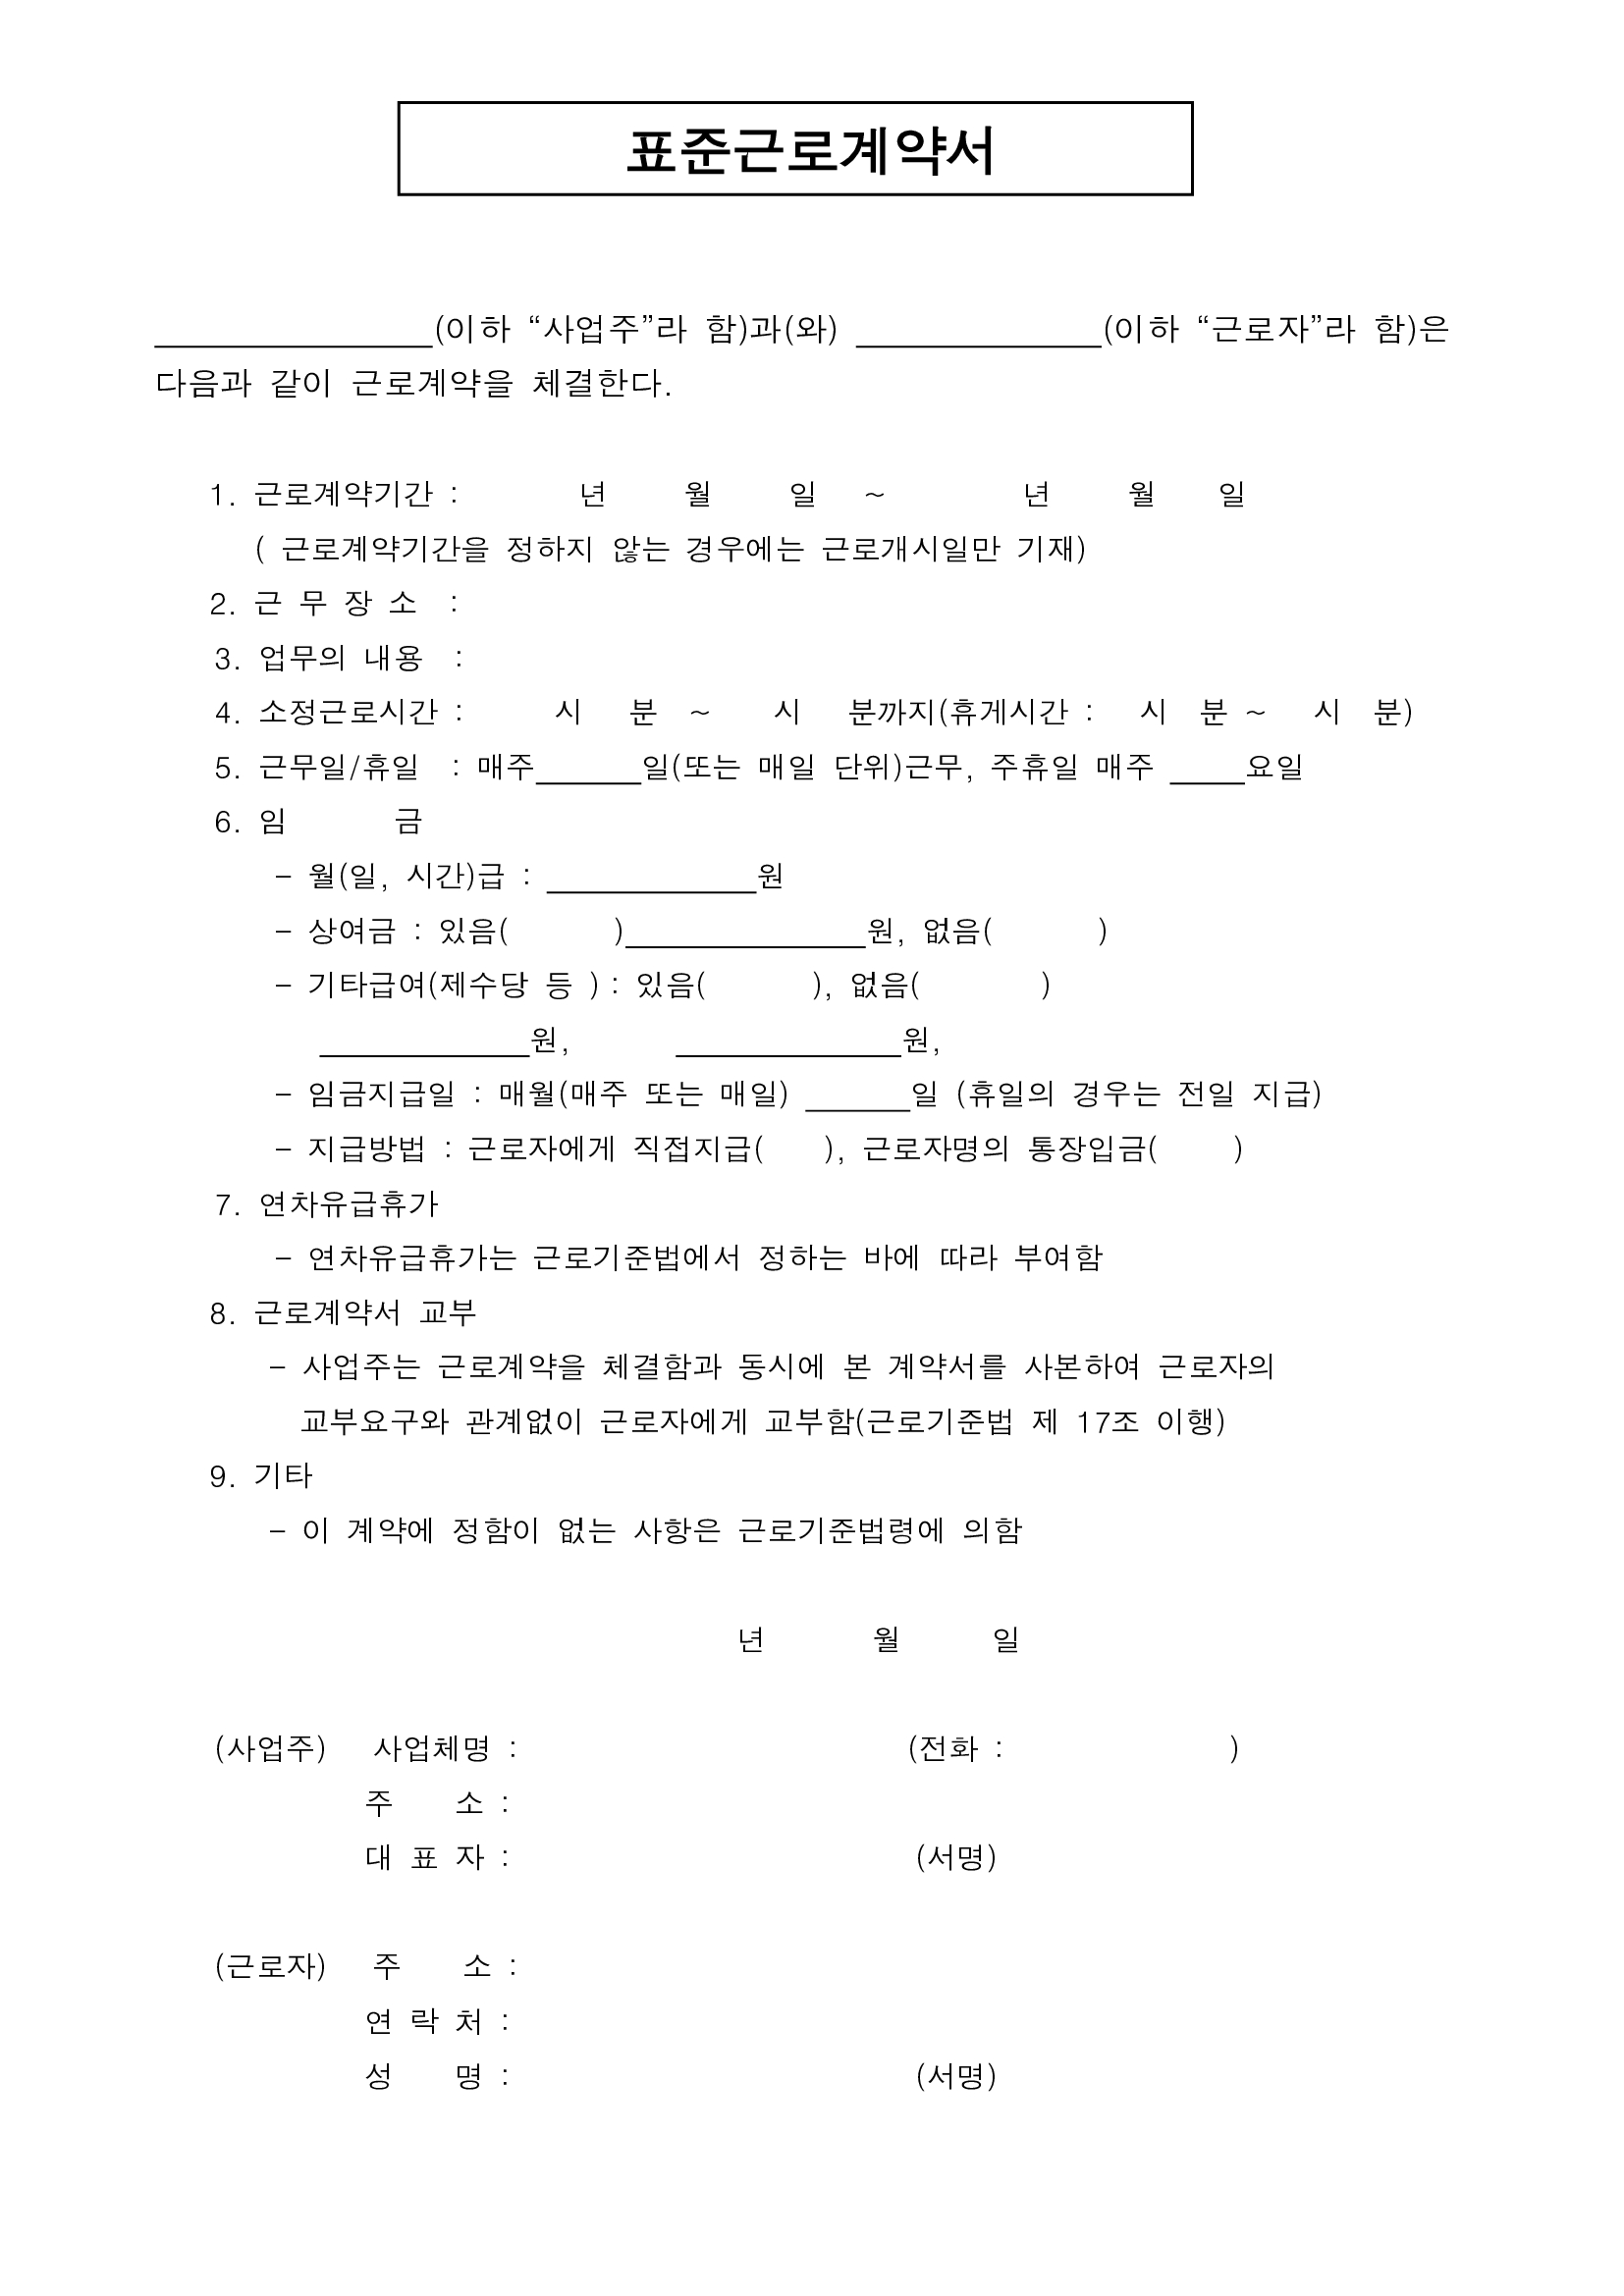 표준근로계약서
________________(이하 “사업주”라 함)과(와) ______________(이하 “근로자”라 함)은
다음과 같이 근로계약을 체결한다.
1. 근로계약기간 : 년 월 일 ~ 년 월 일
( 근로계약기간을 정하지 않는 경우에는 근로개시일만 기재)
2. 근 무 장 소 :
3. 업무의 내용 :
4. 소정근로시간 : 시 분 ~ 시 분까지(휴게시간 : 시 분 ~ 시 분)
5. 근무일/휴일 : 매주_______일(또는 매일 단위)근무, 주휴일 매주 _____요일
6. 임 금
- 월(일, 시간)급 : ______________원
- 상여금 : 있음( )________________원, 없음( )
- 기타급여(제수당 등 ) : 있음( ), 없음( )
______________원, _______________원,
- 임금지급일 : 매월(매주 또는 매일) _______일 (휴일의 경우는 전일 지급)
- 지급방법 : 근로자에게 직접지급( ), 근로자명의 통장입금( )
7. 연차유급휴가
- 연차유급휴가는 근로기준법에서 정하는 바에 따라 부여함
8. 근로계약서 교부
- 사업주는 근로계약을 체결함과 동시에 본 계약서를 사본하여 근로자의
교부요구와 관계없이 근로자에게 교부함(근로기준법 제 17조 이행)
9. 기타
- 이 계약에 정함이 없는 사항은 근로기준법령에 의함
년 월 일
(사업주) 사업체명 : (전화 : )
주 소 :
대 표 자 : (서명)
(근로자) 주 소 :
연 락 처 :
성 명 : (서명)